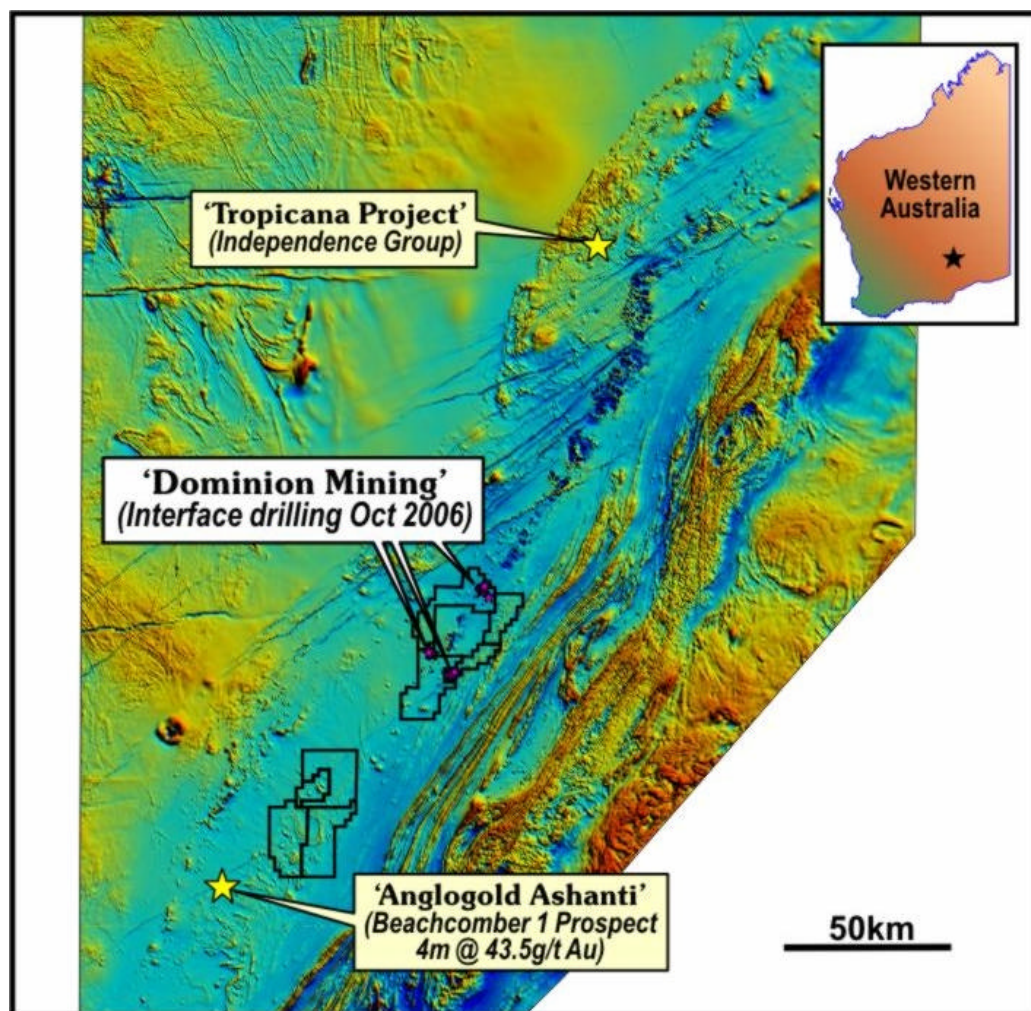 'Tropicana Project'
(Independence Group)
Western
Australia
'Dominion Mining'
(Interface drilling Oct 2006)
'Anglogold Ashanti'
(Beachcomber 1 Prospect
4m @ 43.5g/t Au)
50km